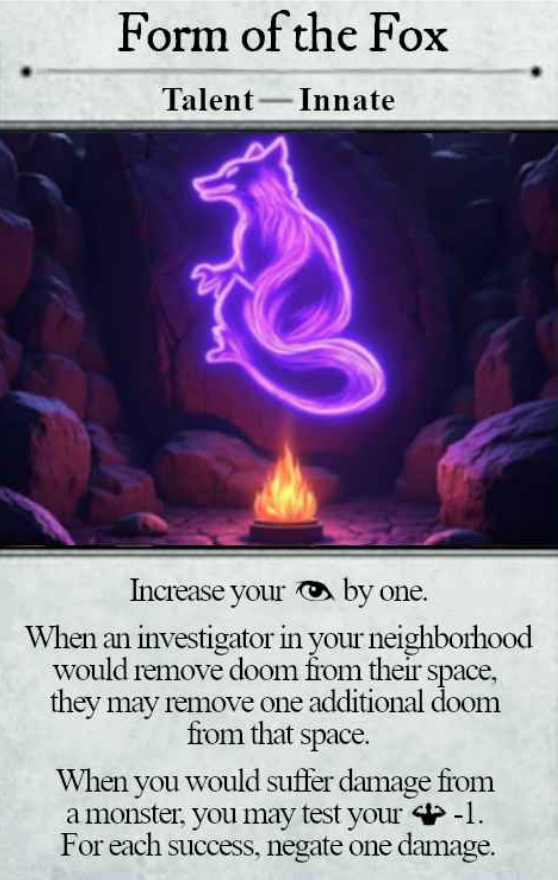 Form of the Fox
Talent — Innate
Increase your by one.
When an investigator in your neighborhood
would remove doom from their space,
they may remove one additional doom
from that space.
When you would suffer damage from
a monster, you may test your -1.
For each success, negate one damage.